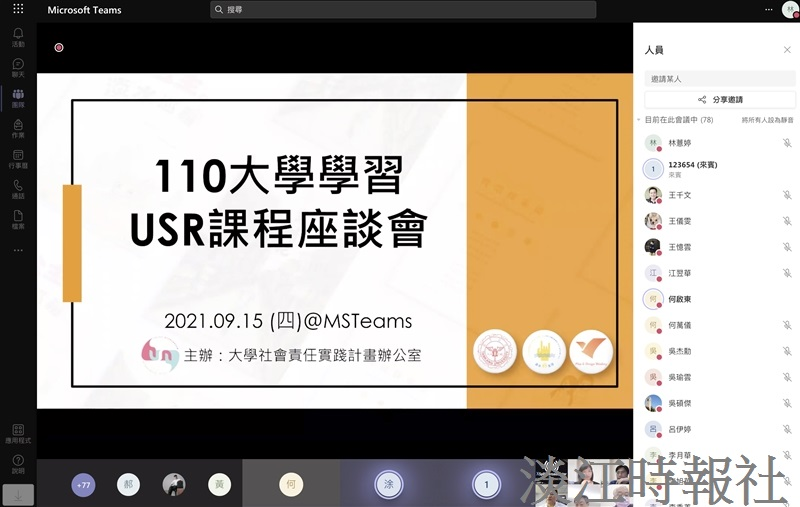 Microsoft Teams
搜尋
林
活動
聊天
團隊
作業
行事曆
通話
檔案
應用程式
說明
110大學學習
USR課程座談會
2021.09.15 (四)@MSTeams
主辦：大學社會責任實踐計畫辦公室
+77
郝
黃
何
涂
1
人員
邀請某人
分享邀請
目前在此會議中 (78)
將所有人設為靜音
林 林薏婷
1 123654 (來賓)
來賓
王千文
王儀雯
王憶雲
江 江翌華
何 何啟東
何 何萬儀
吳 吳杰勳
吳 吳瑜雲
吳碩傑
呂 呂伊婷
李 李月華
淡江時報社